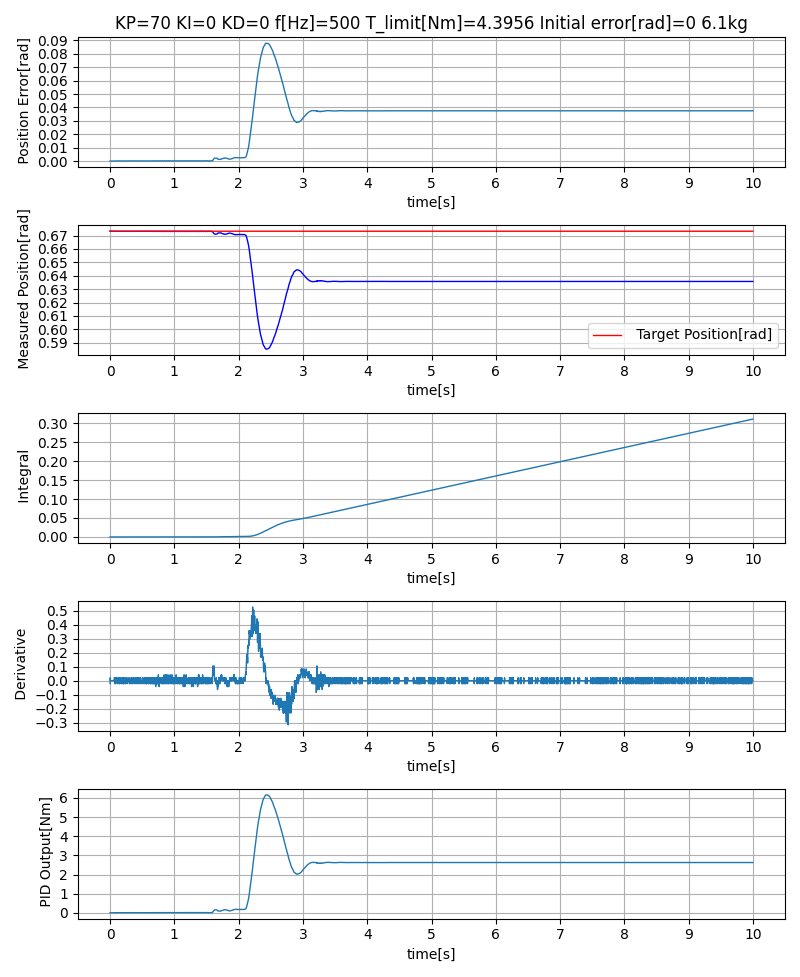 KP=70 KI=0 KD=0 f[Hz]=500 T_limit[Nm]=4.3956 Initial error[rad]=0 6.1kg
Position Error[rad]
0.09
0.08
0.07
0.06
0.05
0.04
0.03
0.02
0.01
0.00
0 1 2 3 4 5 6 7 8 9 10
time[s]
Measured Position[rad]
0.67
0.66
0.65
0.64
0.63
0.62
0.61
0.60
0.59
Target Position[rad]
0 1 2 3 4 5 6 7 8 9 10
time[s]
Integral
0.30
0.25
0.20
0.15
0.10
0.05
0.00
0 1 2 3 4 5 6 7 8 9 10
time[s]
Derivative
0.5
0.4
0.3
0.2
0.1
0.0
−0.1
−0.2
−0.3
0 1 2 3 4 5 6 7 8 9 10
time[s]
PID Output[Nm]
6
5
4
3
2
1
0
0 1 2 3 4 5 6 7 8 9 10
time[s]